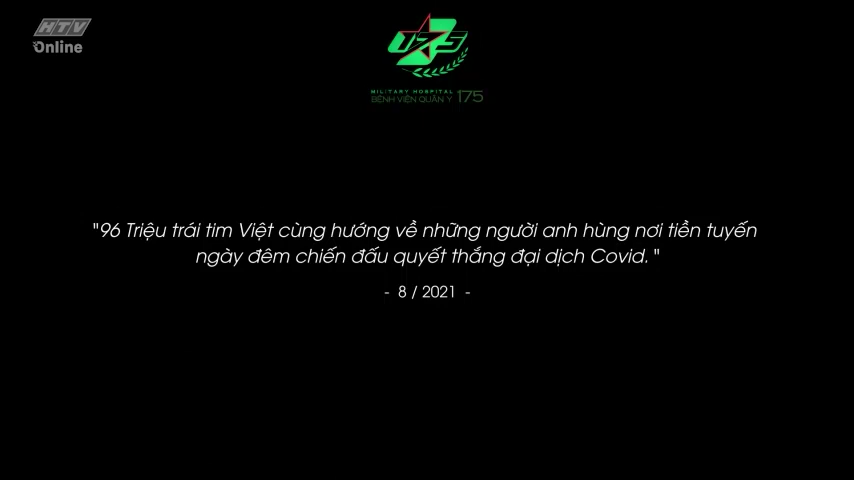 HTV
Online
175
MILITARY HOSPITAL
BỆNH VIỆN QUÂN Y 175
"96 Triệu trái tim Việt cùng hướng về những người anh hùng nơi tiền tuyến
ngày đêm chiến đấu quyết thắng đại dịch Covid. "
- 8 / 2021 -